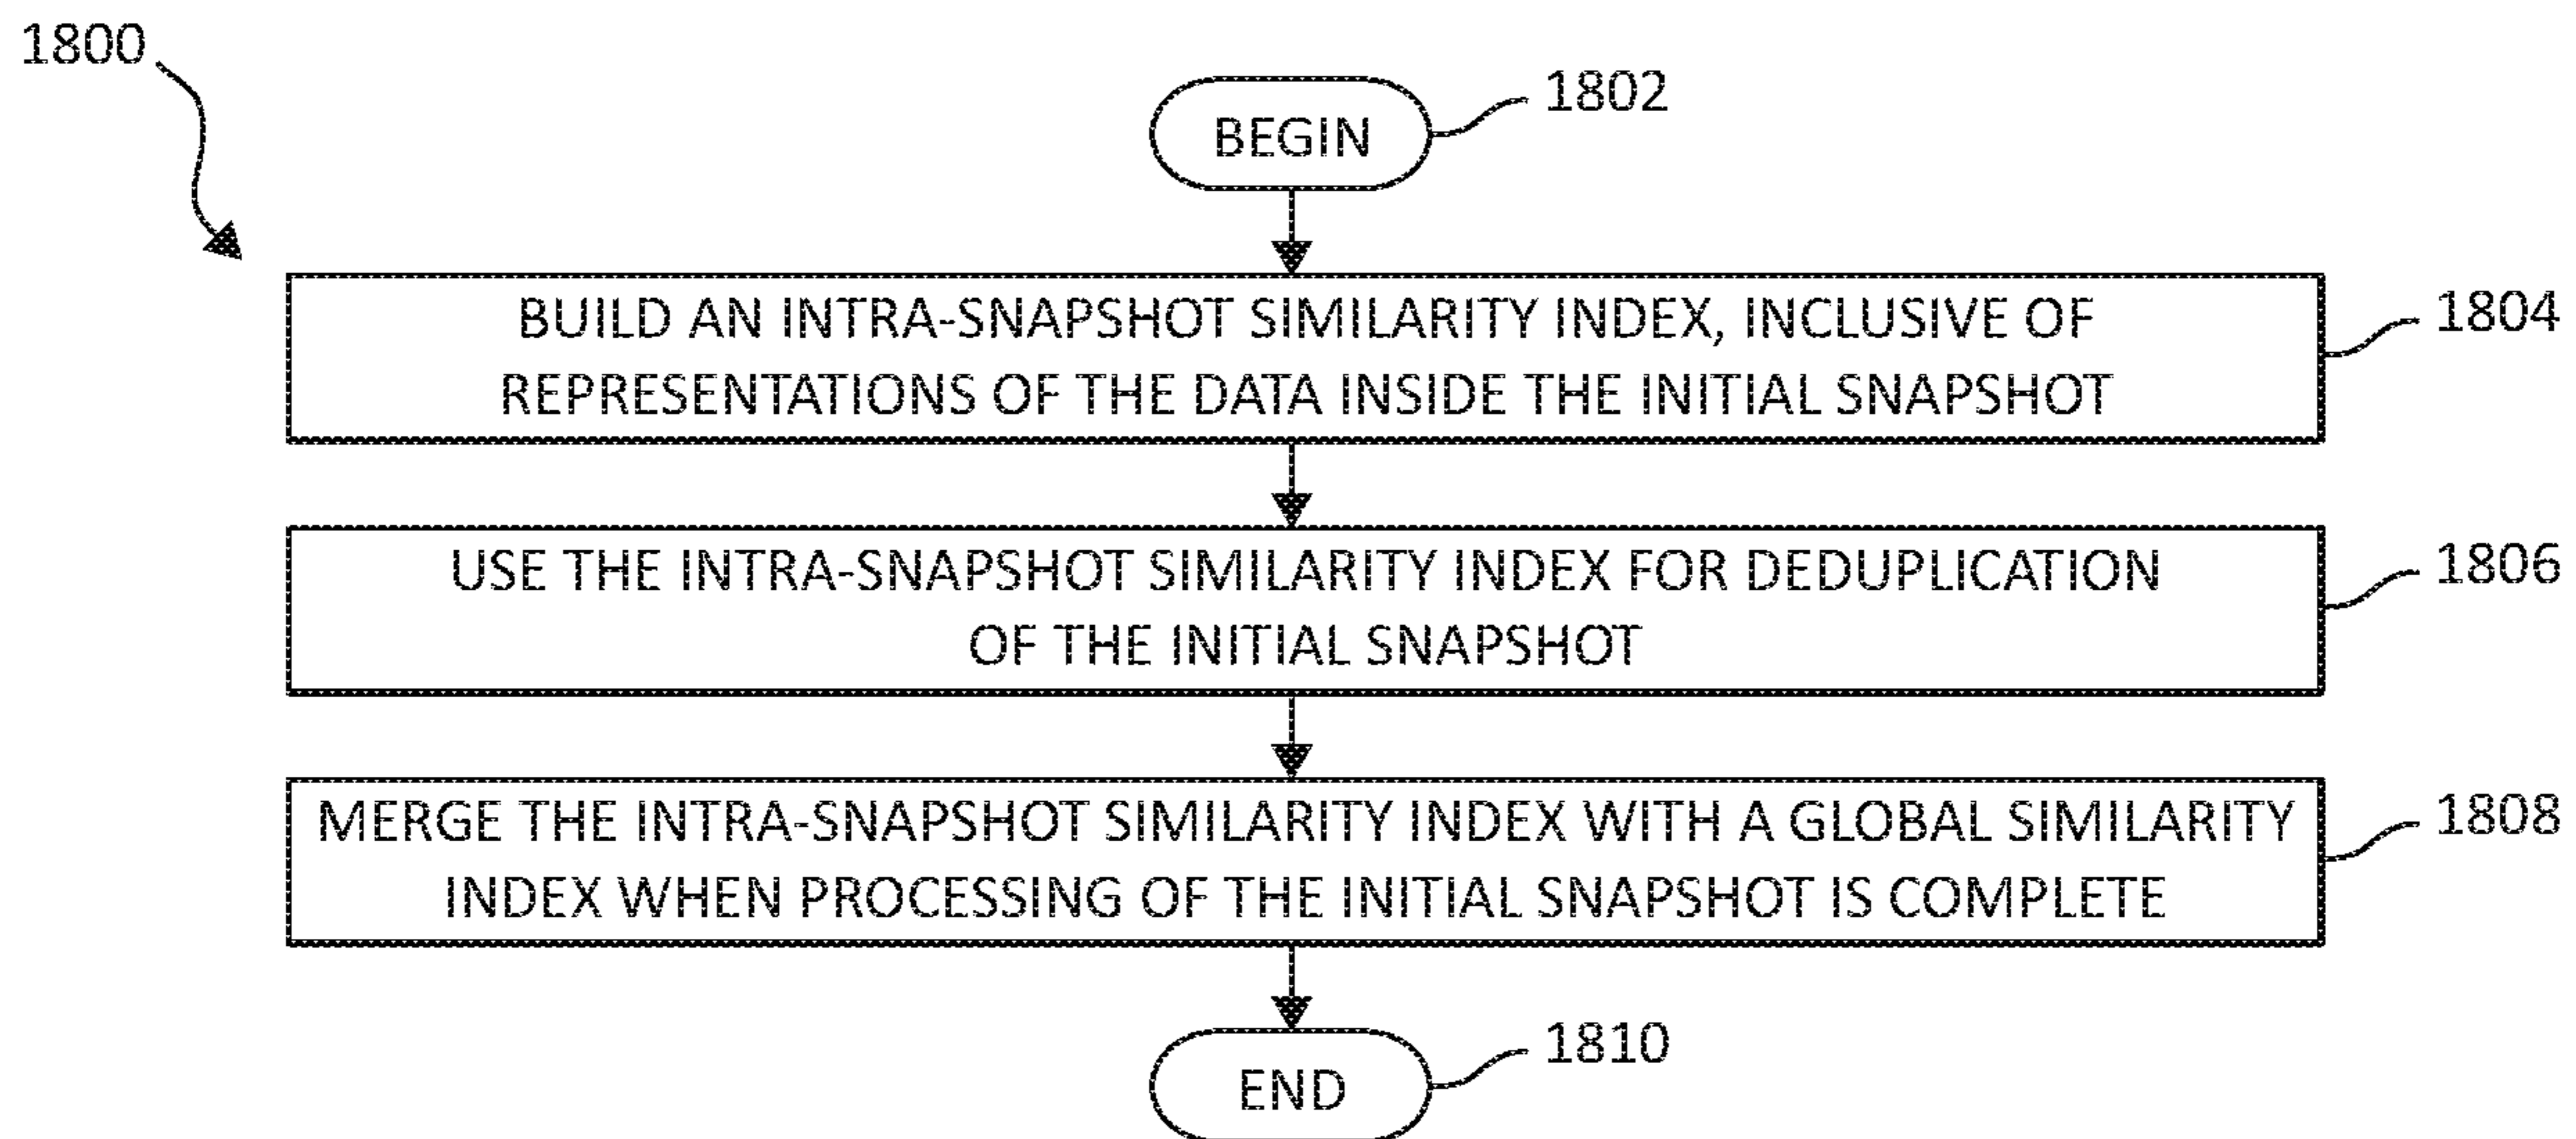 1800
BEGIN
1802
BUILD AN INTRA-SNAPSHOT SIMILARITY INDEX, INCLUSIVE OF
REPRESENTATIONS OF THE DATA INSIDE THE INITIAL SNAPSHOT
1804
USE THE INTRA-SNAPSHOT SIMILARITY INDEX FOR DEDUPLICATION
OF THE INITIAL SNAPSHOT
1806
MERGE THE INTRA-SNAPSHOT SIMILARITY INDEX WITH A GLOBAL SIMILARITY
INDEX WHEN PROCESSING OF THE INITIAL SNAPSHOT IS COMPLETE
1808
END
1810